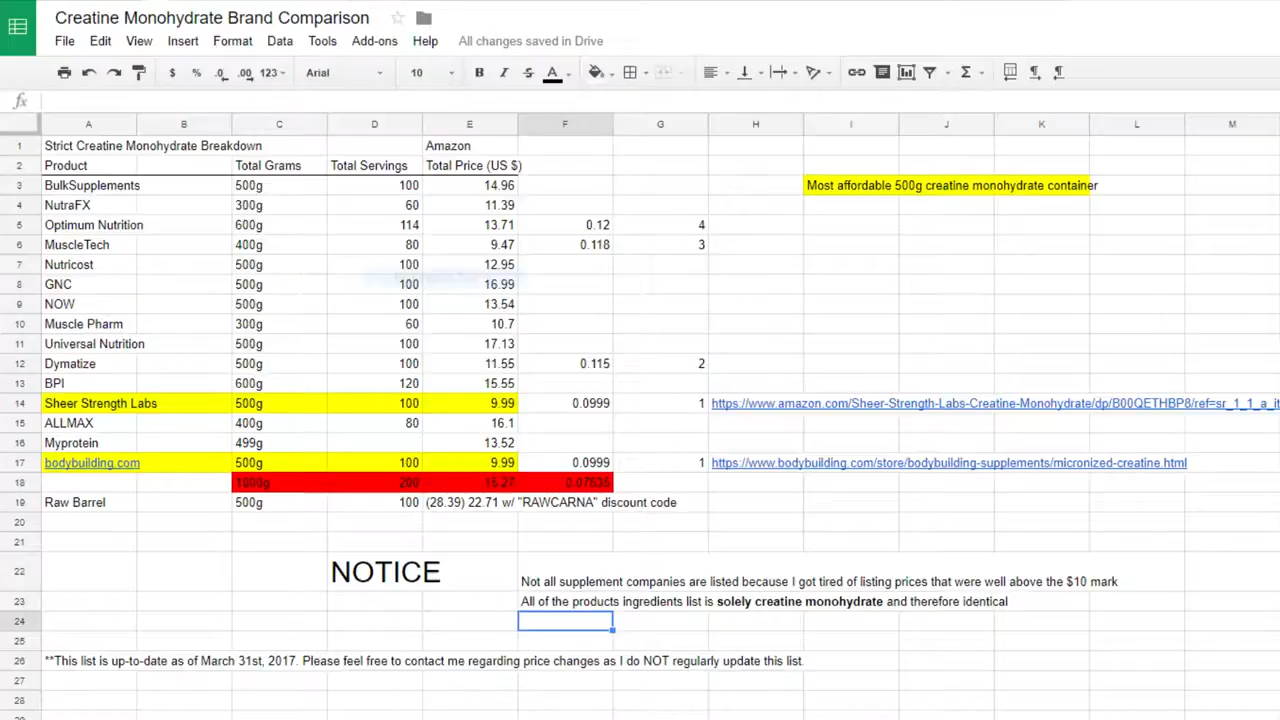 Creatine Monohydrate Brand Comparison
File Edit View Insert Format Data Tools Add-ons Help All changes saved in Drive
$ % .0 .00 123 Arial 10 B I S A Σ
fx
A B C D E F G H I J K L M
1 Strict Creatine Monohydrate Breakdown Amazon
2 Product Total Grams Total Servings Total Price (US $)
3 BulkSupplements 500g 100 14.96 Most affordable 500g creatine monohydrate container
4 NutraFX 300g 60 11.39
5 Optimum Nutrition 600g 114 13.71 0.12 4
6 MuscleTech 400g 80 9.47 0.118 3
7 Nutricost 500g 100 12.95
8 GNC 500g 100 16.99
9 NOW 500g 100 13.54
10 Muscle Pharm 300g 60 10.7
11 Universal Nutrition 500g 100 17.13
12 Dymatize 500g 100 11.55 0.115 2
13 BPI 600g 120 15.55
14 Sheer Strength Labs 500g 100 9.99 0.0999 1 https://www.amazon.com/Sheer-Strength-Labs-Creatine-Monohydrate/dp/B00QETHBP8/ref=sr_1_1_a_it
15 ALLMAX 400g 80 16.1
16 Myprotein 499g 13.52
17 bodybuilding.com 500g 100 9.99 0.0999 1 https://www.bodybuilding.com/store/bodybuilding-supplements/micronized-creatine.html
18 1000g 200 15.27 0.07635
19 Raw Barrel 500g 100 (28.39) 22.71 w/ "RAWCARNA" discount code
20
21
22 NOTICE Not all supplement companies are listed because I got tired of listing prices that were well above the $10 mark
23 All of the products ingredients list is solely creatine monohydrate and therefore identical
24
25
26 **This list is up-to-date as of March 31st, 2017. Please feel free to contact me regarding price changes as I do NOT regularly update this list.
27
28